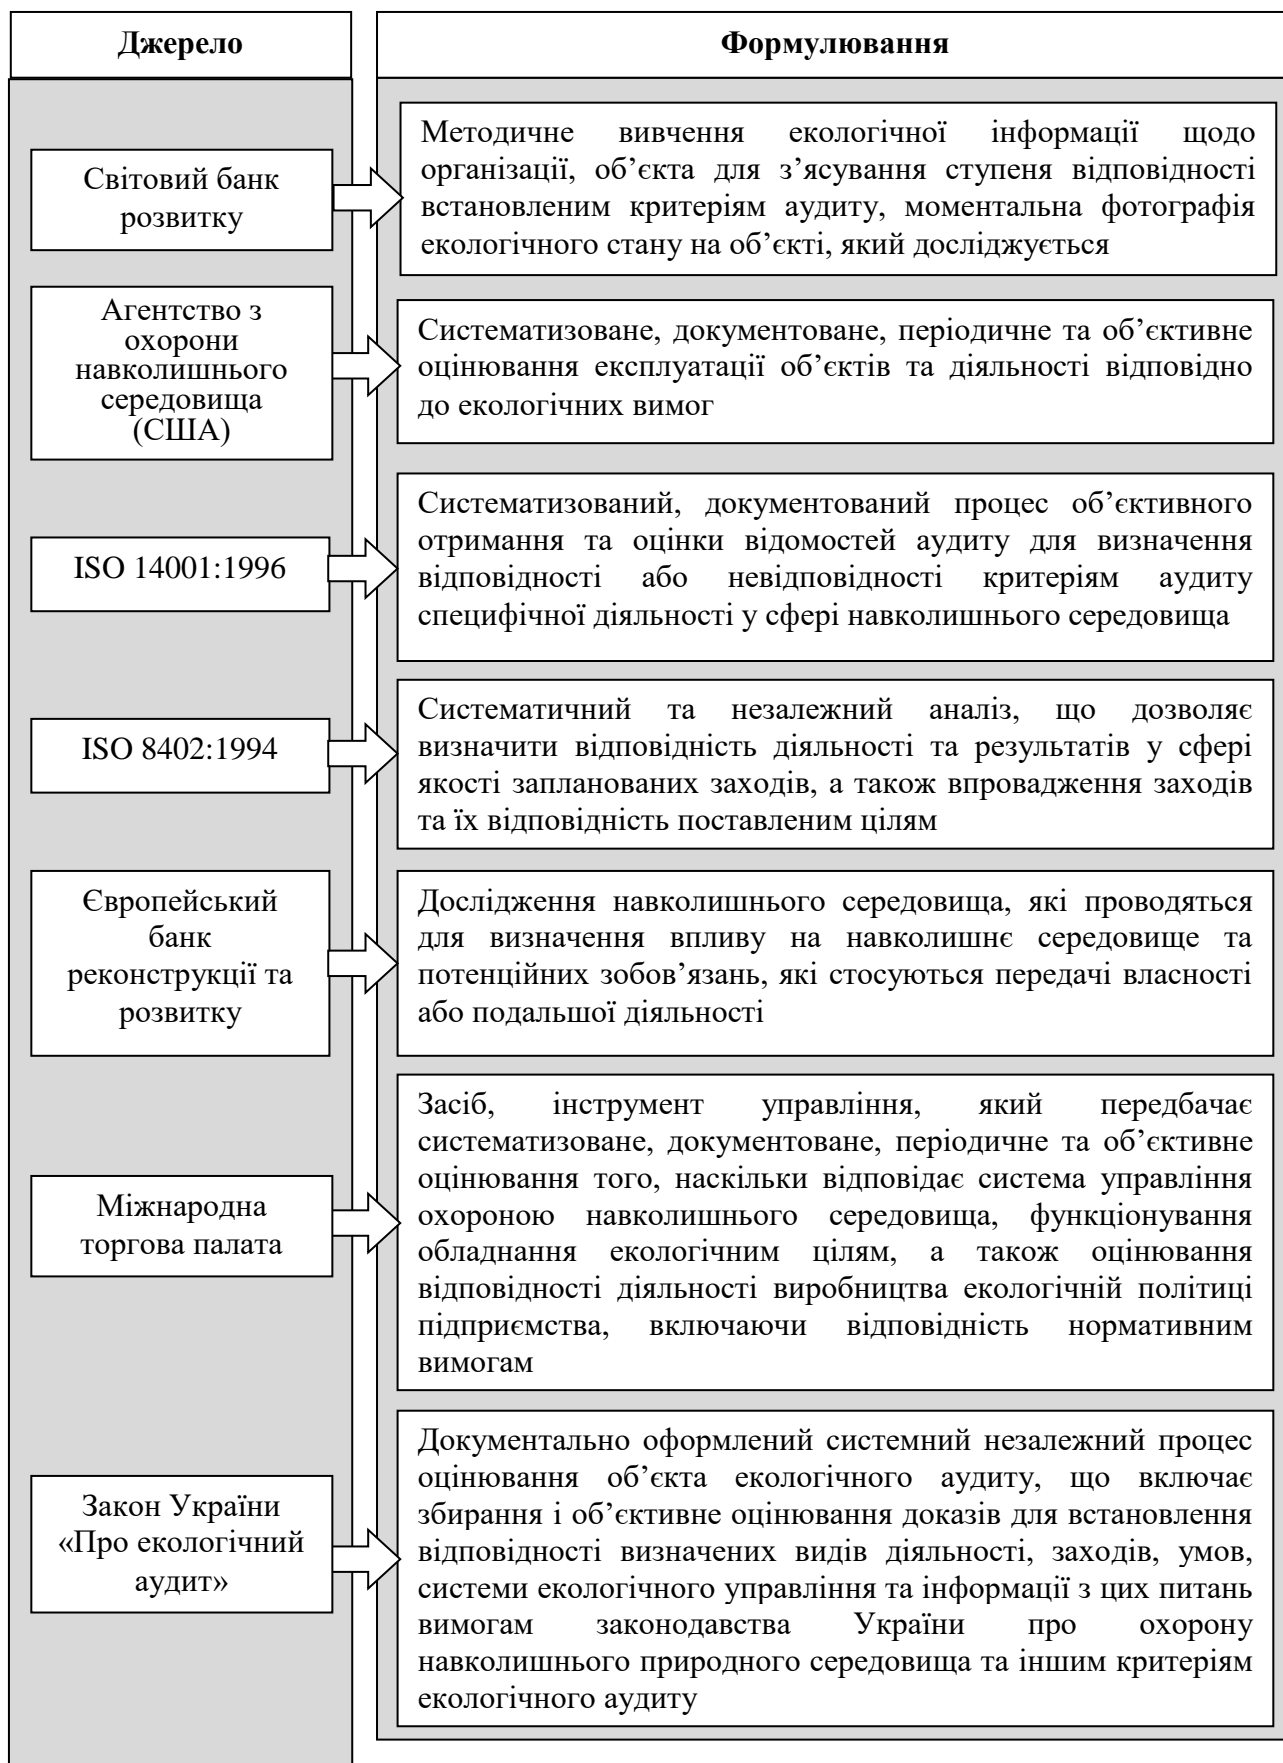 Джерело
Формулювання
Світовий банк
розвитку
Методичне вивчення екологічної інформації щодо
організації, об’єкта для з’ясування ступеня відповідності
встановленим критеріям аудиту, моментальна фотографія
екологічного стану на об’єкті, який досліджується
Агентство з
охорони
навколишнього
середовища
(США)
Систематизоване, документоване, періодичне та об’єктивне
оцінювання експлуатації об’єктів та діяльності відповідно
до екологічних вимог
ISO 14001:1996
Систематизований, документований процес об’єктивного
отримання та оцінки відомостей аудиту для визначення
відповідності або невідповідності критеріям аудиту
специфічної діяльності у сфері навколишнього середовища
ISO 8402:1994
Систематичний та незалежний аналіз, що дозволяє
визначити відповідність діяльності та результатів у сфері
якості запланованих заходів, а також впровадження заходів
та їх відповідність поставленим цілям
Європейський
банк
реконструкції та
розвитку
Дослідження навколишнього середовища, які проводяться
для визначення впливу на навколишнє середовище та
потенційних зобов’язань, які стосуються передачі власності
або подальшої діяльності
Міжнародна
торгова палата
Засіб, інструмент управління, який передбачає
систематизоване, документоване, періодичне та об’єктивне
оцінювання того, наскільки відповідає система управління
охороною навколишнього середовища, функціонування
обладнання екологічним цілям, а також оцінювання
відповідності діяльності виробництва екологічній політиці
підприємства, включаючи відповідність нормативним
вимогам
Закон України
«Про екологічний
аудит»
Документально оформлений системний незалежний процес
оцінювання об’єкта екологічного аудиту, що включає
збирання і об’єктивне оцінювання доказів для встановлення
відповідності визначених видів діяльності, заходів, умов,
системи екологічного управління та інформації з цих питань
вимогам законодавства України про охорону
навколишнього природного середовища та іншим критеріям
екологічного аудиту